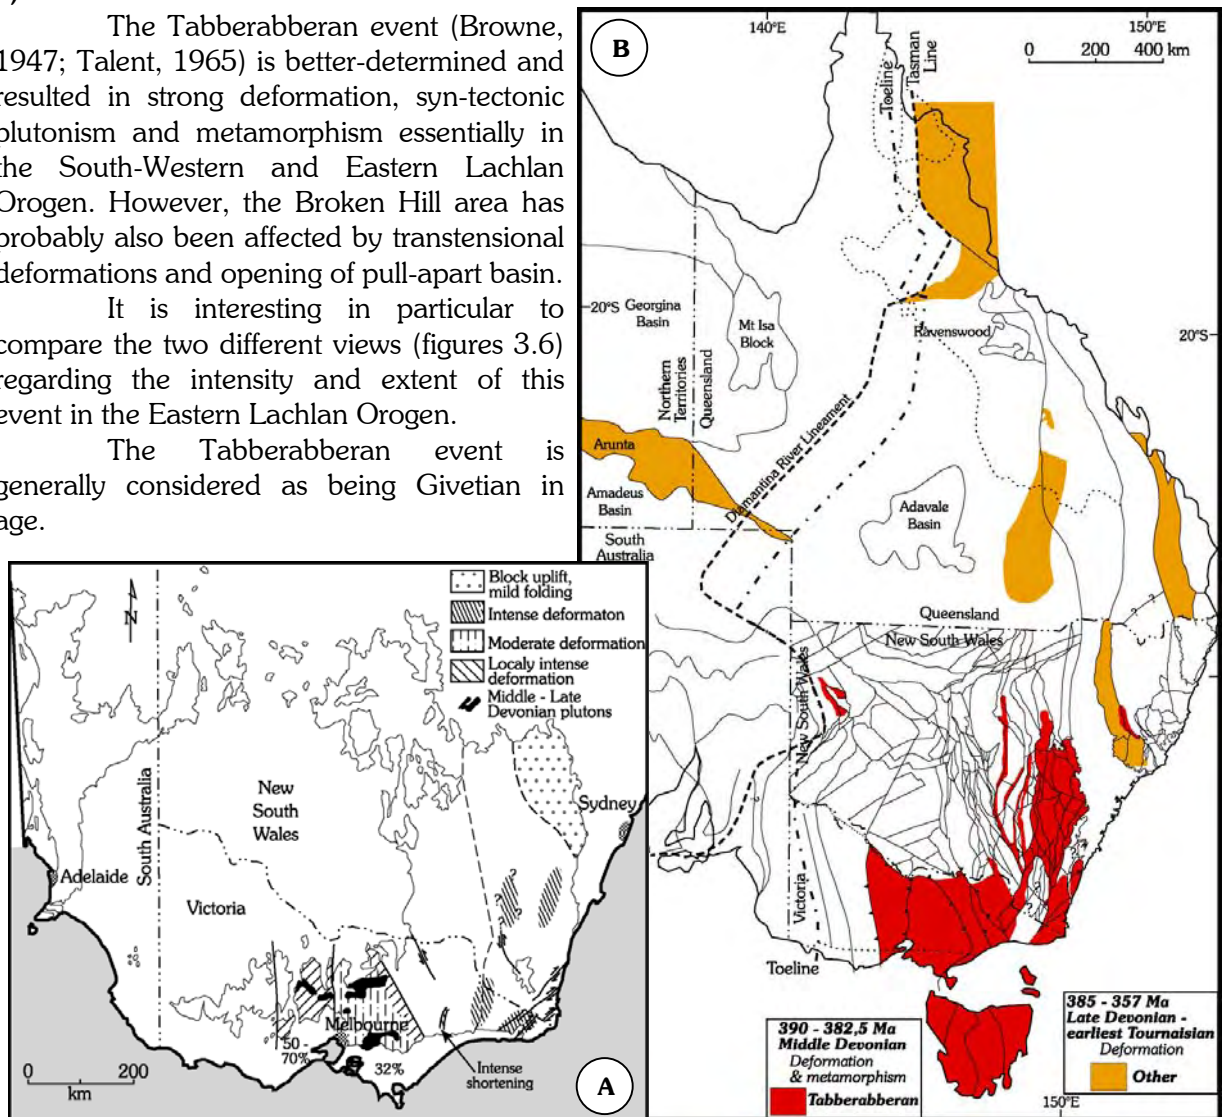 The Tabberabberan event (Browne,
1947; Talent, 1965) is better-determined and
resulted in strong deformation, syn-tectonic
plutonism and metamorphism essentially in
the South-Western and Eastern Lachlan
Orogen. However, the Broken Hill area has
probably also been affected by transtensional
deformations and opening of pull-apart basin.
It is interesting in particular to
compare the two different views (figures 3.6)
regarding the intensity and extent of this
event in the Eastern Lachlan Orogen.
The Tabberabberan event is
generally considered as being Givetian in
age.
B
140°E
150°E
0 200 400 km
Toeline
Tasman
Line
20°S
Georgina
Basin
Mt Isa
Block
Ravenswood
20°S
Northern
Territories
Queensland
Diamantina River Lineament
Arunta
Amadeus
Basin
Adavale
Basin
South
Australia
Queensland
New South Wales
New South Wales
Victoria
Toeline
?
?
?
?
?
390 - 382,5 Ma
Middle Devonian
Deformation
& metamorphism
Tabberabberan
385 - 357 Ma
Late Devonian -
earliest Tournaisian
Deformation
Other
150°E
Block uplift,
mild folding
Intense deformaton
Moderate deformation
Localy intense
deformation
Middle - Late
Devonian plutons
N
South Australia
New
South
Wales
Sydney
Adelaide
Victoria
Melbourne
50 -
70%
32%
Intense
shortening
0 200
km
A